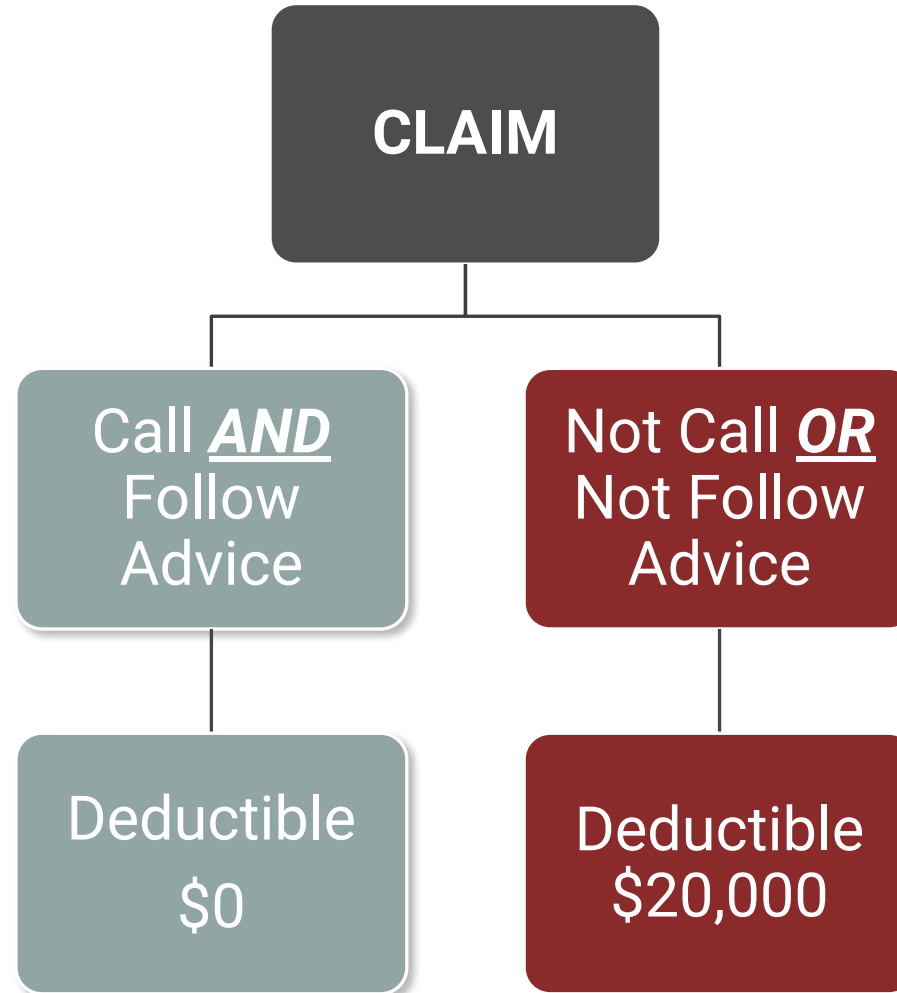 CLAIM
Call AND
Follow
Advice
Not Call OR
Not Follow
Advice
Deductible
$0
Deductible
$20,000